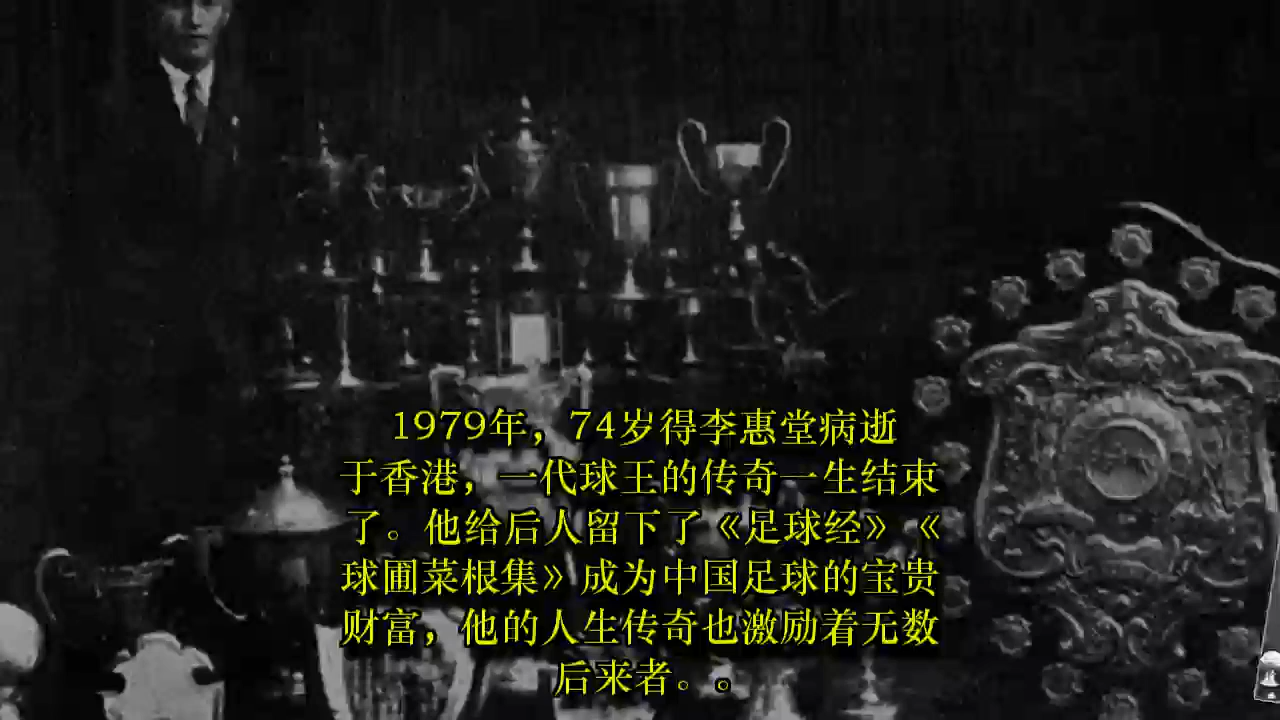 1979年，74岁得李惠堂病逝
于香港，一代球王的传奇一生结束
了。他给后人留下了《足球经》《
球圃菜根集》成为中国足球的宝贵
财富，他的人生传奇也激励着无数
后来者。。